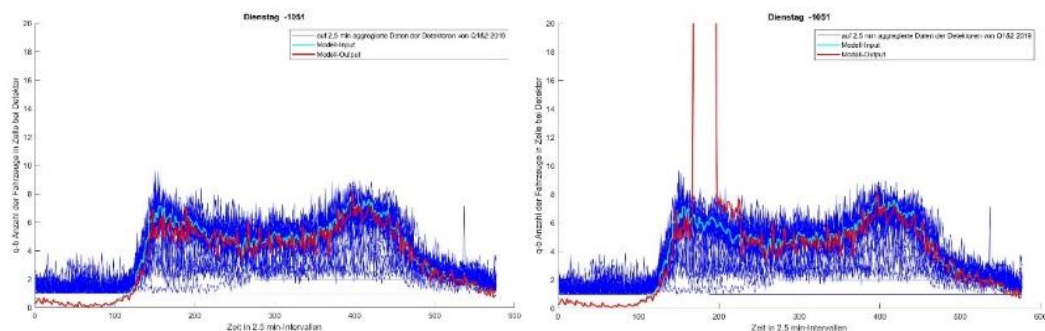 Dienstag -1051
auf 2,5 min aggregierte Daten der Detektoren von Q1&2 2019
Modell-Input
Modell-Output
q-b Anzahl der Fahrzeuge in Zelle bei Detektor
20
18
16
14
12
10
8
6
4
2
0
0 100 200 300 400 500 600
Zeit in 2,5 min-Intervallen
Dienstag -1051
auf 2,5 min aggregierte Daten der Detektoren von Q1&2 2019
Modell-Input
Modell-Output
q-b Anzahl der Fahrzeuge in Zelle bei Detektor
20
18
16
14
12
10
8
6
4
2
0
0 100 200 300 400 500 600
Zeit in 2,5 min-Intervallen